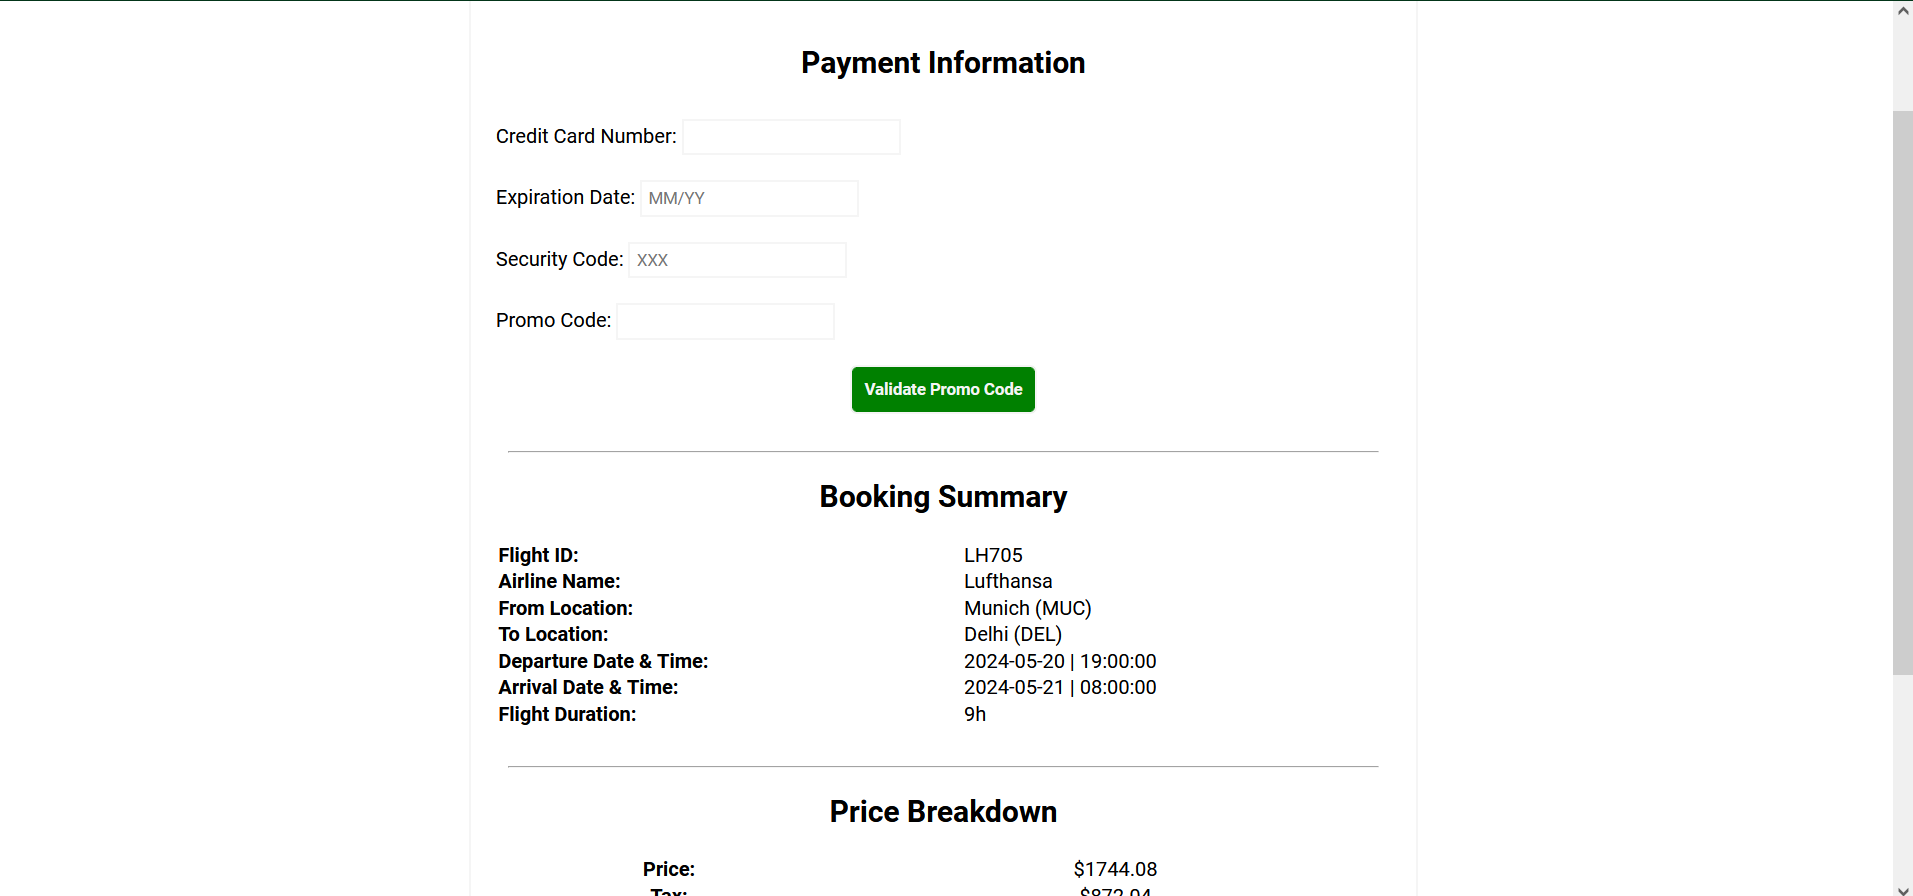 Payment Information
Credit Card Number:
Expiration Date: MM/YY
Security Code: XXX
Promo Code:
Validate Promo Code
Booking Summary
Flight ID: LH705
Airline Name: Lufthansa
From Location: Munich (MUC)
To Location: Delhi (DEL)
Departure Date & Time: 2024-05-20 | 19:00:00
Arrival Date & Time: 2024-05-21 | 08:00:00
Flight Duration: 9h
Price Breakdown
Price: $1744.08
Tax: $872.04